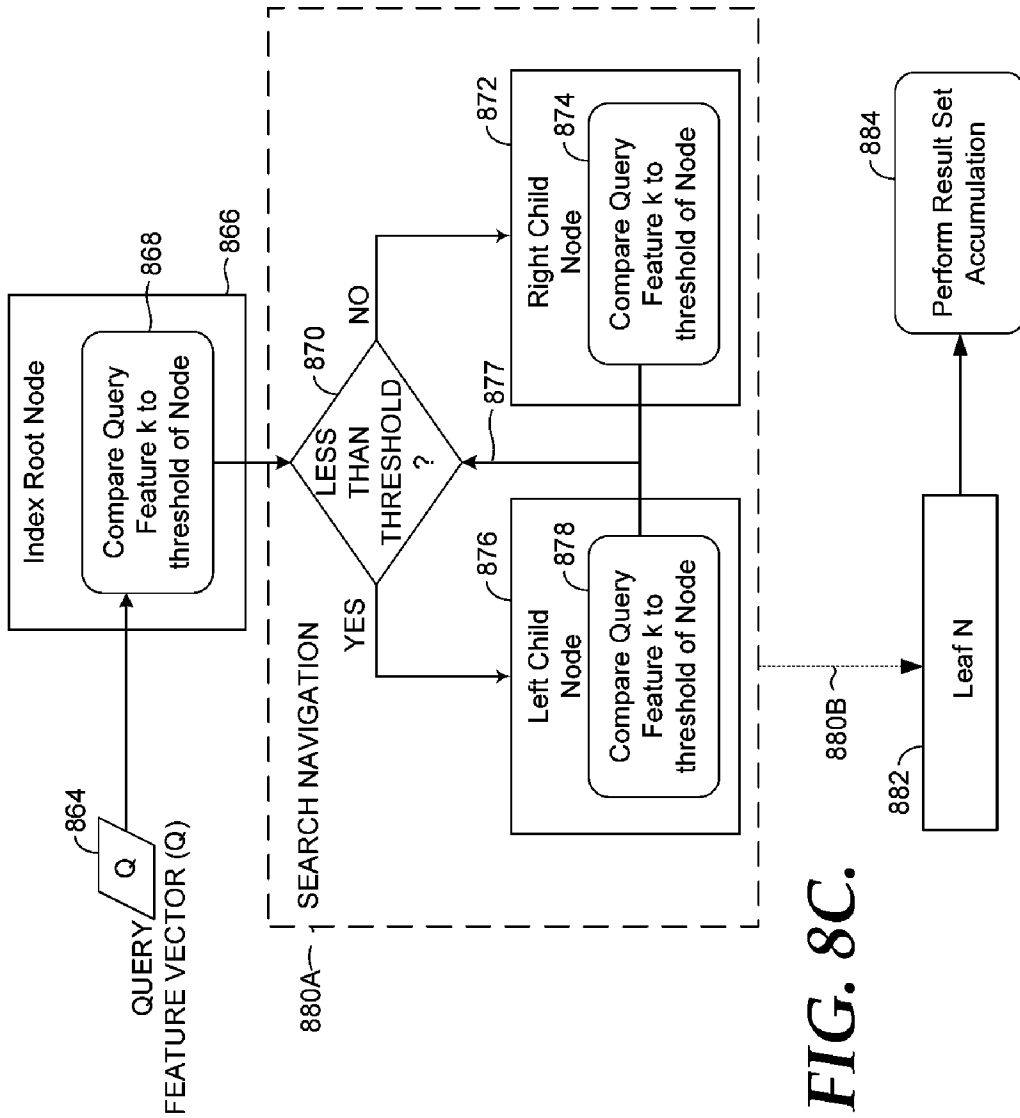 864
Q
QUERY
FEATURE VECTOR (Q)
Index Root Node
Compare Query
Feature k to
threshold of Node
868
866
880A
SEARCH NAVIGATION
870
LESS
THAN
THRESHOLD
?
YES
NO
877
876
Left Child
Node
878
Compare Query
Feature k to
threshold of Node
872
Right Child
Node
874
Compare Query
Feature k to
threshold of Node
880B
882
Leaf N
884
Perform Result Set
Accumulation
FIG. 8C.